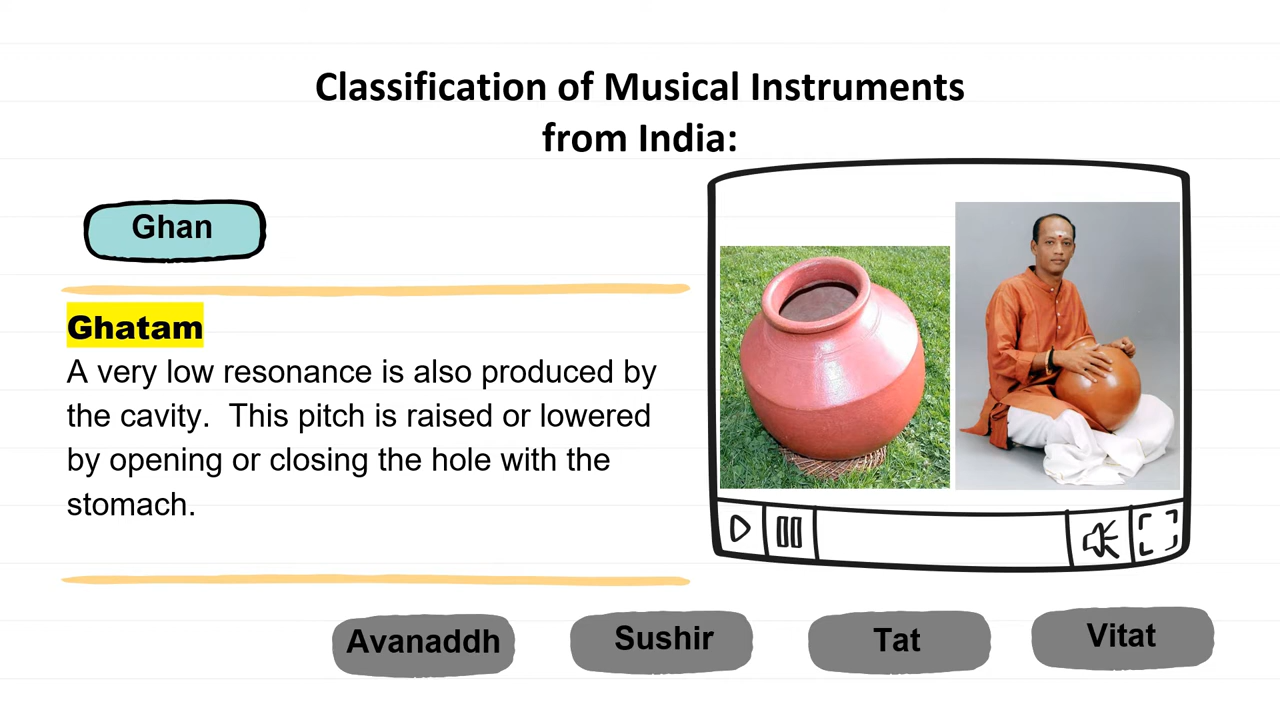 Classification of Musical Instruments
from India:
Ghan
Ghatam
A very low resonance is also produced by
the cavity.  This pitch is raised or lowered
by opening or closing the hole with the
stomach.
Avanaddh
Sushir
Tat
Vitat